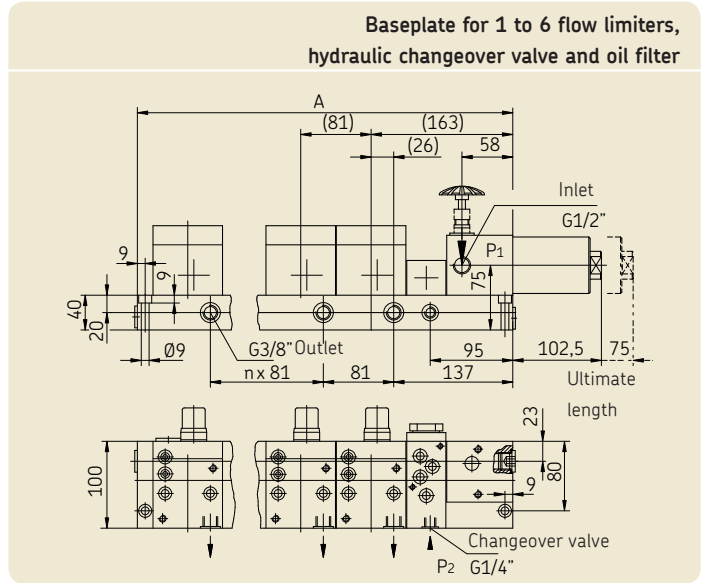 Baseplate for 1 to 6 flow limiters,
hydraulic changeover valve and oil filter
A
(81) (163)
(26) 58
Inlet
G1/2”
P1
9
9
75
40
20
Ø9 G3/8” Outlet 95 102,5 75
n x 81 81 137 Ultimate
length
23
100
80
9
Changeover valve
P2 G1/4”